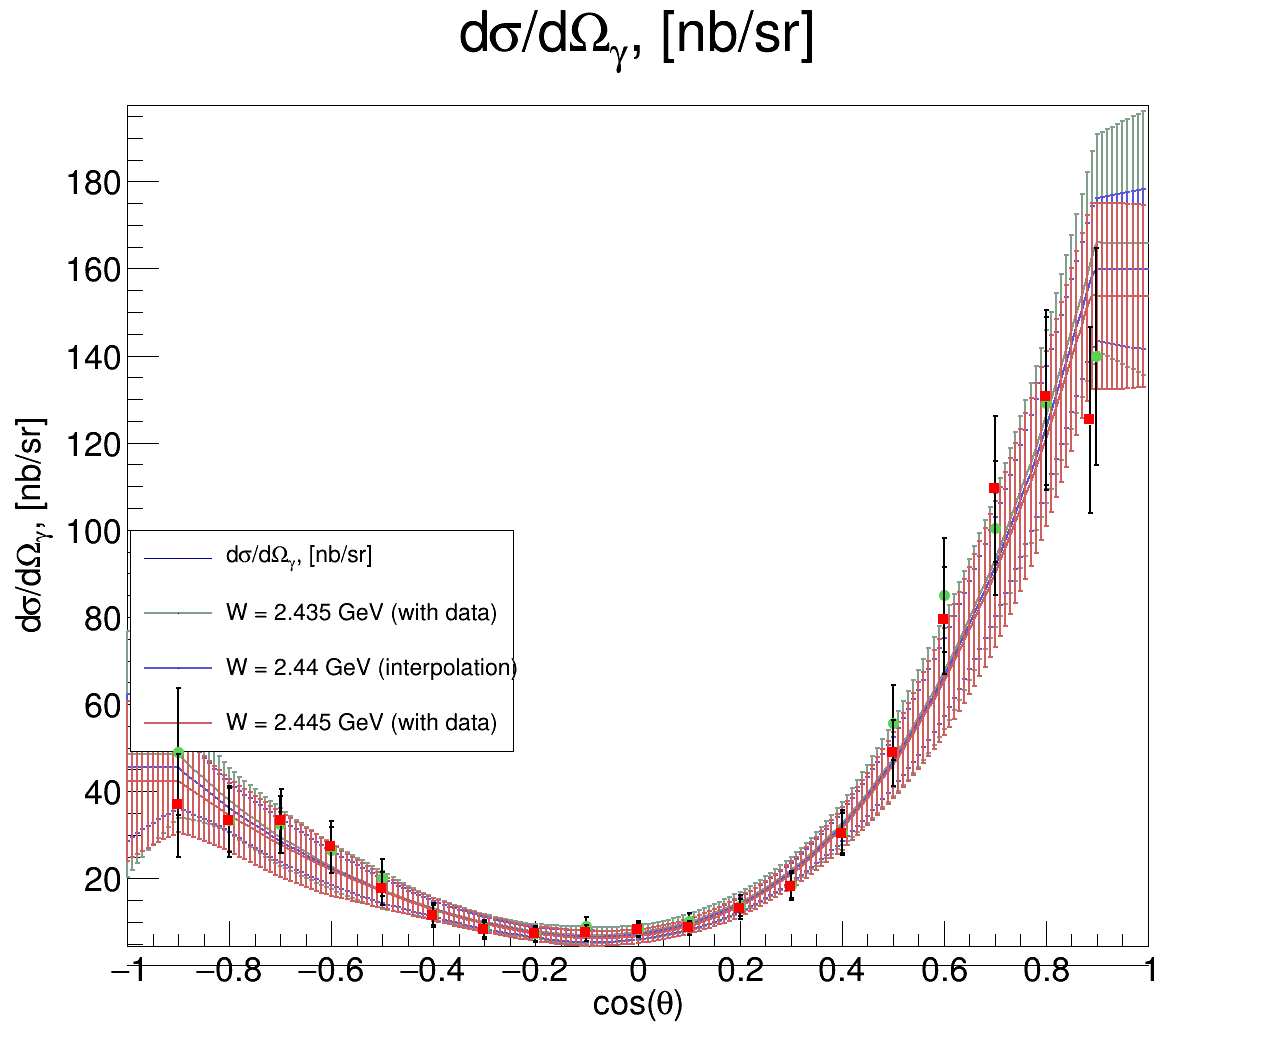 dσ/dΩγ, [nb/sr]
dσ/dΩγ, [nb/sr]
180
160
140
120
100
80
60
40
20
dσ/dΩγ, [nb/sr]
W = 2.435 GeV (with data)
W = 2.44 GeV (interpolation)
W = 2.445 GeV (with data)
−1 −0.8 −0.6 −0.4 −0.2 0 0.2 0.4 0.6 0.8 1
cos(θ)